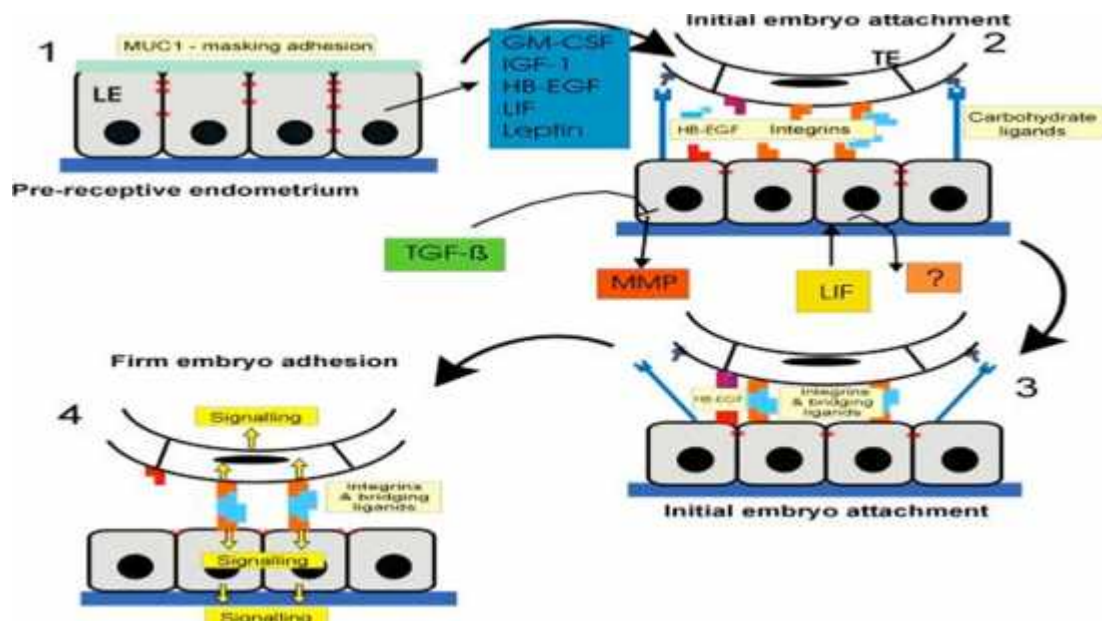 1
MUC1 - masking adhesion
LE
Pre-receptive endometrium
GM-CSF
IGF-1
HB-EGF
LIF
Leptin
Initial embryo attachment
2
TE
HB-EGF
Integrins
Carbohydrate
ligands
TGF-ß
MMP
LIF
?
3
HB-EGF
Integrins
& bridging
ligands
Initial embryo attachment
Firm embryo adhesion
4
Signalling
Integrins
& bridging
ligands
Signalling
Signalling